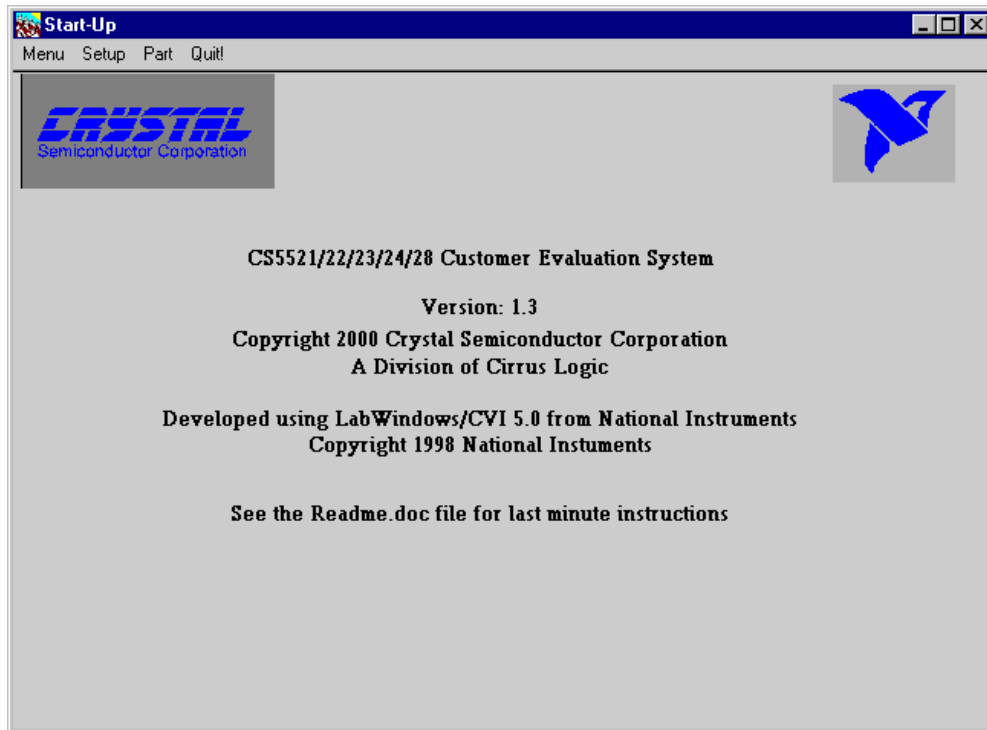 Start-Up
Menu Setup Part Quit!
CRYSTAL
Semiconductor Corporation
CS5521/22/23/24/28 Customer Evaluation System
Version: 1.3
Copyright 2000 Crystal Semiconductor Corporation
A Division of Cirrus Logic
Developed using LabWindows/CVI 5.0 from National Instruments
Copyright 1998 National Instuments
See the Readme.doc file for last minute instructions